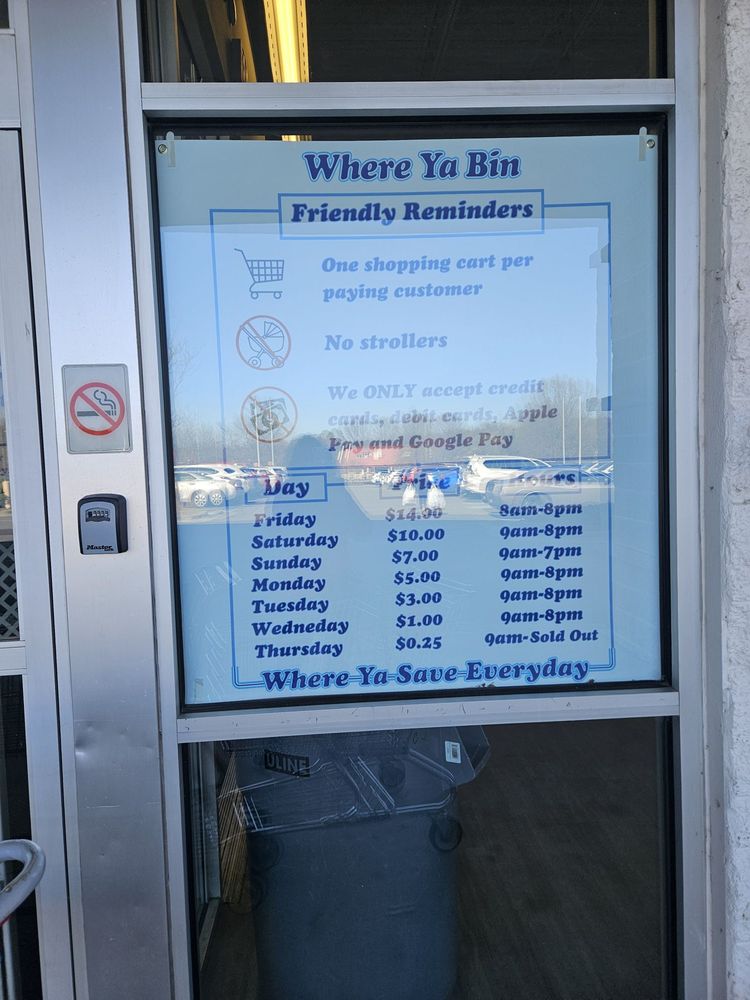 Where Ya Bin
Friendly Reminders
One shopping cart per
paying customer
No strollers
We ONLY accept credit
cards, debit cards, Apple
Pay and Google Pay
Day Price Hours
Friday $14.00 8am-8pm
Saturday $10.00 9am-8pm
Sunday $7.00 9am-7pm
Monday $5.00 9am-8pm
Tuesday $3.00 9am-8pm
Wedneday $1.00 9am-8pm
Thursday $0.25 9am-Sold Out
Where Ya Save Everyday
Master
ULINE